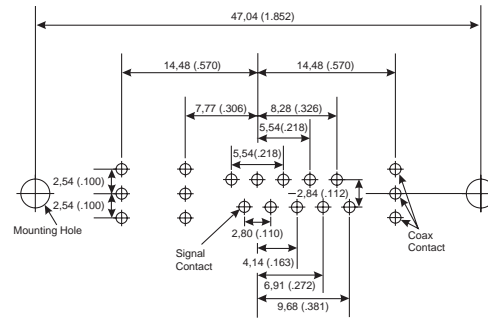 47,04 (1.852)
14,48 (.570)
14,48 (.570)
7,77 (.306)
8,28 (.326)
5,54(.218)
5,54(.218)
2,54 (.100)
2,84 (.112)
2,54 (.100)
Mounting Hole
Signal
Contact
2,80 (.110)
Coax
Contact
4,14 (.163)
6,91 (.272)
9,68 (.381)